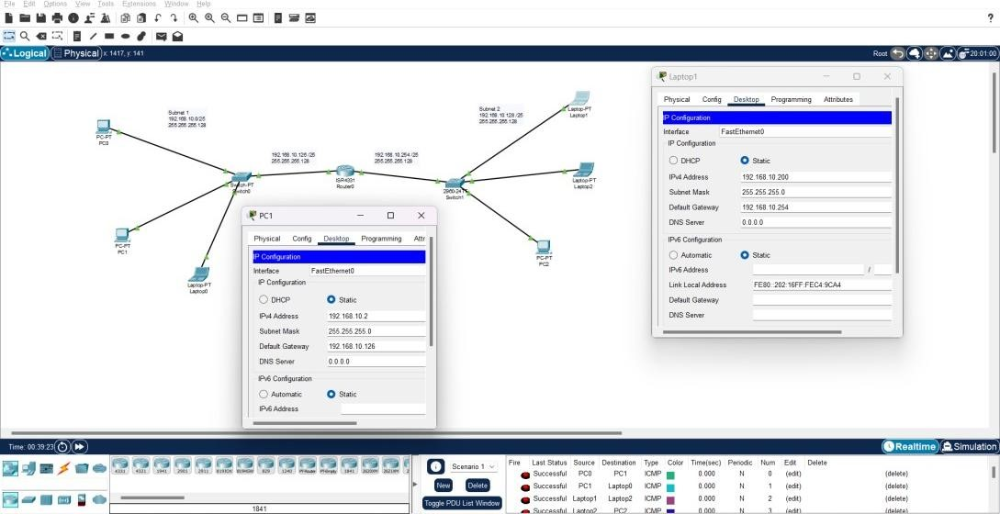 File Edit Options View Tools Extensions Window Help
?
Logical Physical x: 1417, y: 141 Root 20:01:00
Subnet 1
192.168.10.0/25
255.255.255.128
PC-PT
PC0
192.168.10.126 /25
255.255.255.128
192.168.10.254 /25
255.255.255.128
Subnet 2
192.168.10.128 /25
255.255.255.128
Laptop-PT
Laptop1
Switch-PT
Switch0
ISR4331
Router0
Switch1
Laptop-PT
Laptop2
PC-PT
PC1
Laptop-PT
Laptop0
PC-PT
PC2
PC1
Physical Config Desktop Programming Attr
IP Configuration
Interface FastEthernet0
IP Configuration
DHCP Static
IPv4 Address 192.168.10.2
Subnet Mask 255.255.255.0
Default Gateway 192.168.10.126
DNS Server 0.0.0.0
IPv6 Configuration
Automatic Static
IPv6 Address
Laptop1
Physical Config Desktop Programming Attributes
IP Configuration
Interface FastEthernet0
IP Configuration
DHCP Static
IPv4 Address 192.168.10.200
Subnet Mask 255.255.255.0
Default Gateway 192.168.10.254
DNS Server 0.0.0.0
IPv6 Configuration
Automatic Static
IPv6 Address /
Link Local Address FE80::202:16FF:FEC4:9CA4
Default Gateway
DNS Server
Time: 00:39:23 Realtime Simulation
4331 4321 1941 2901 2911 819IOX 819HGW 829 1240 PT-Router PT-Empty 1841 2620XM 2621XM
1841
Scenario 1
New Delete
Toggle PDU List Window
Fire Last Status Source Destination Type Color Time(sec) Periodic Num Edit Delete
Successful PC0 PC1 ICMP 0.000 N 0 (edit) (delete)
Successful PC1 Laptop0 ICMP 0.000 N 1 (edit) (delete)
Successful Laptop1 Laptop2 ICMP 0.000 N 2 (edit) (delete)
Successful Laptop2 PC2 ICMP 0.000 N 3 (edit) (delete)